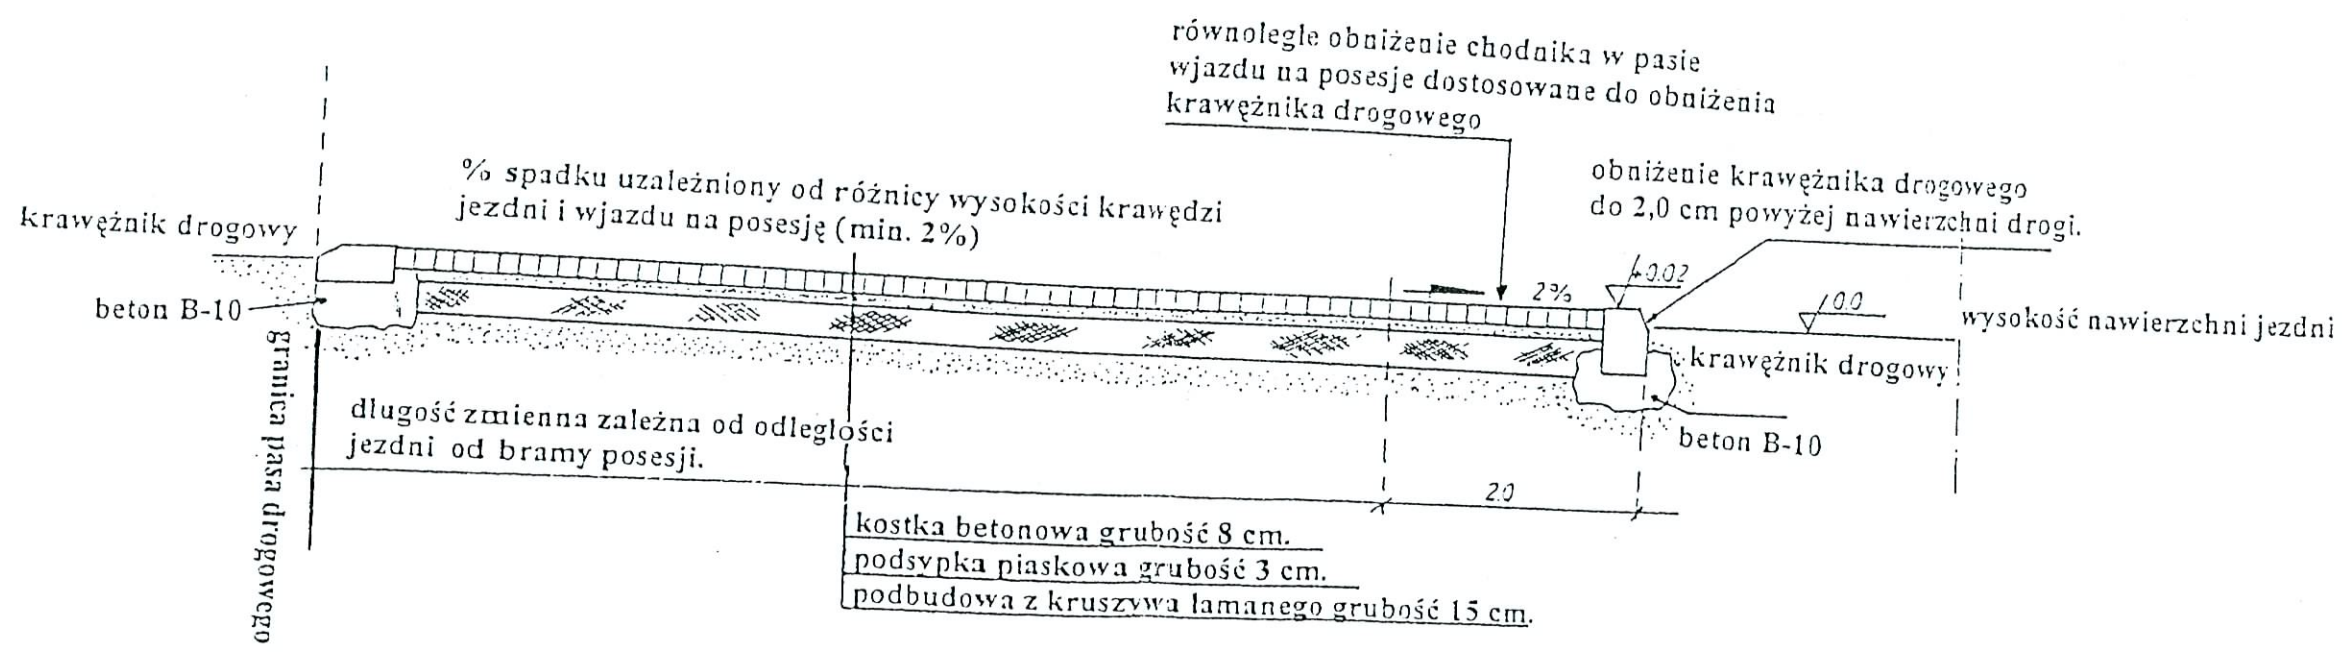 równoległe obniżenie chodnika w pasie
wjazdu na posesje dostosowane do obniżenia
krawężnika drogowego
% spadku uzależniony od różnicy wysokości krawędzi
jezdni i wjazdu na posesję (min. 2%)
obniżenie krawężnika drogowego
do 2,0 cm powyżej nawierzchni drogi.
krawężnik drogowy
beton B-10
2%
+0.02
0.0
wysokość nawierzchni jezdni
krawężnik drogowy
beton B-10
granica pasa drogowego
długość zmienna zależna od odległości
jezdni od bramy posesji.
2.0
kostka betonowa grubość 8 cm.
podsypka piaskowa grubość 3 cm.
podbudowa z kruszywa łamanego grubość 15 cm.